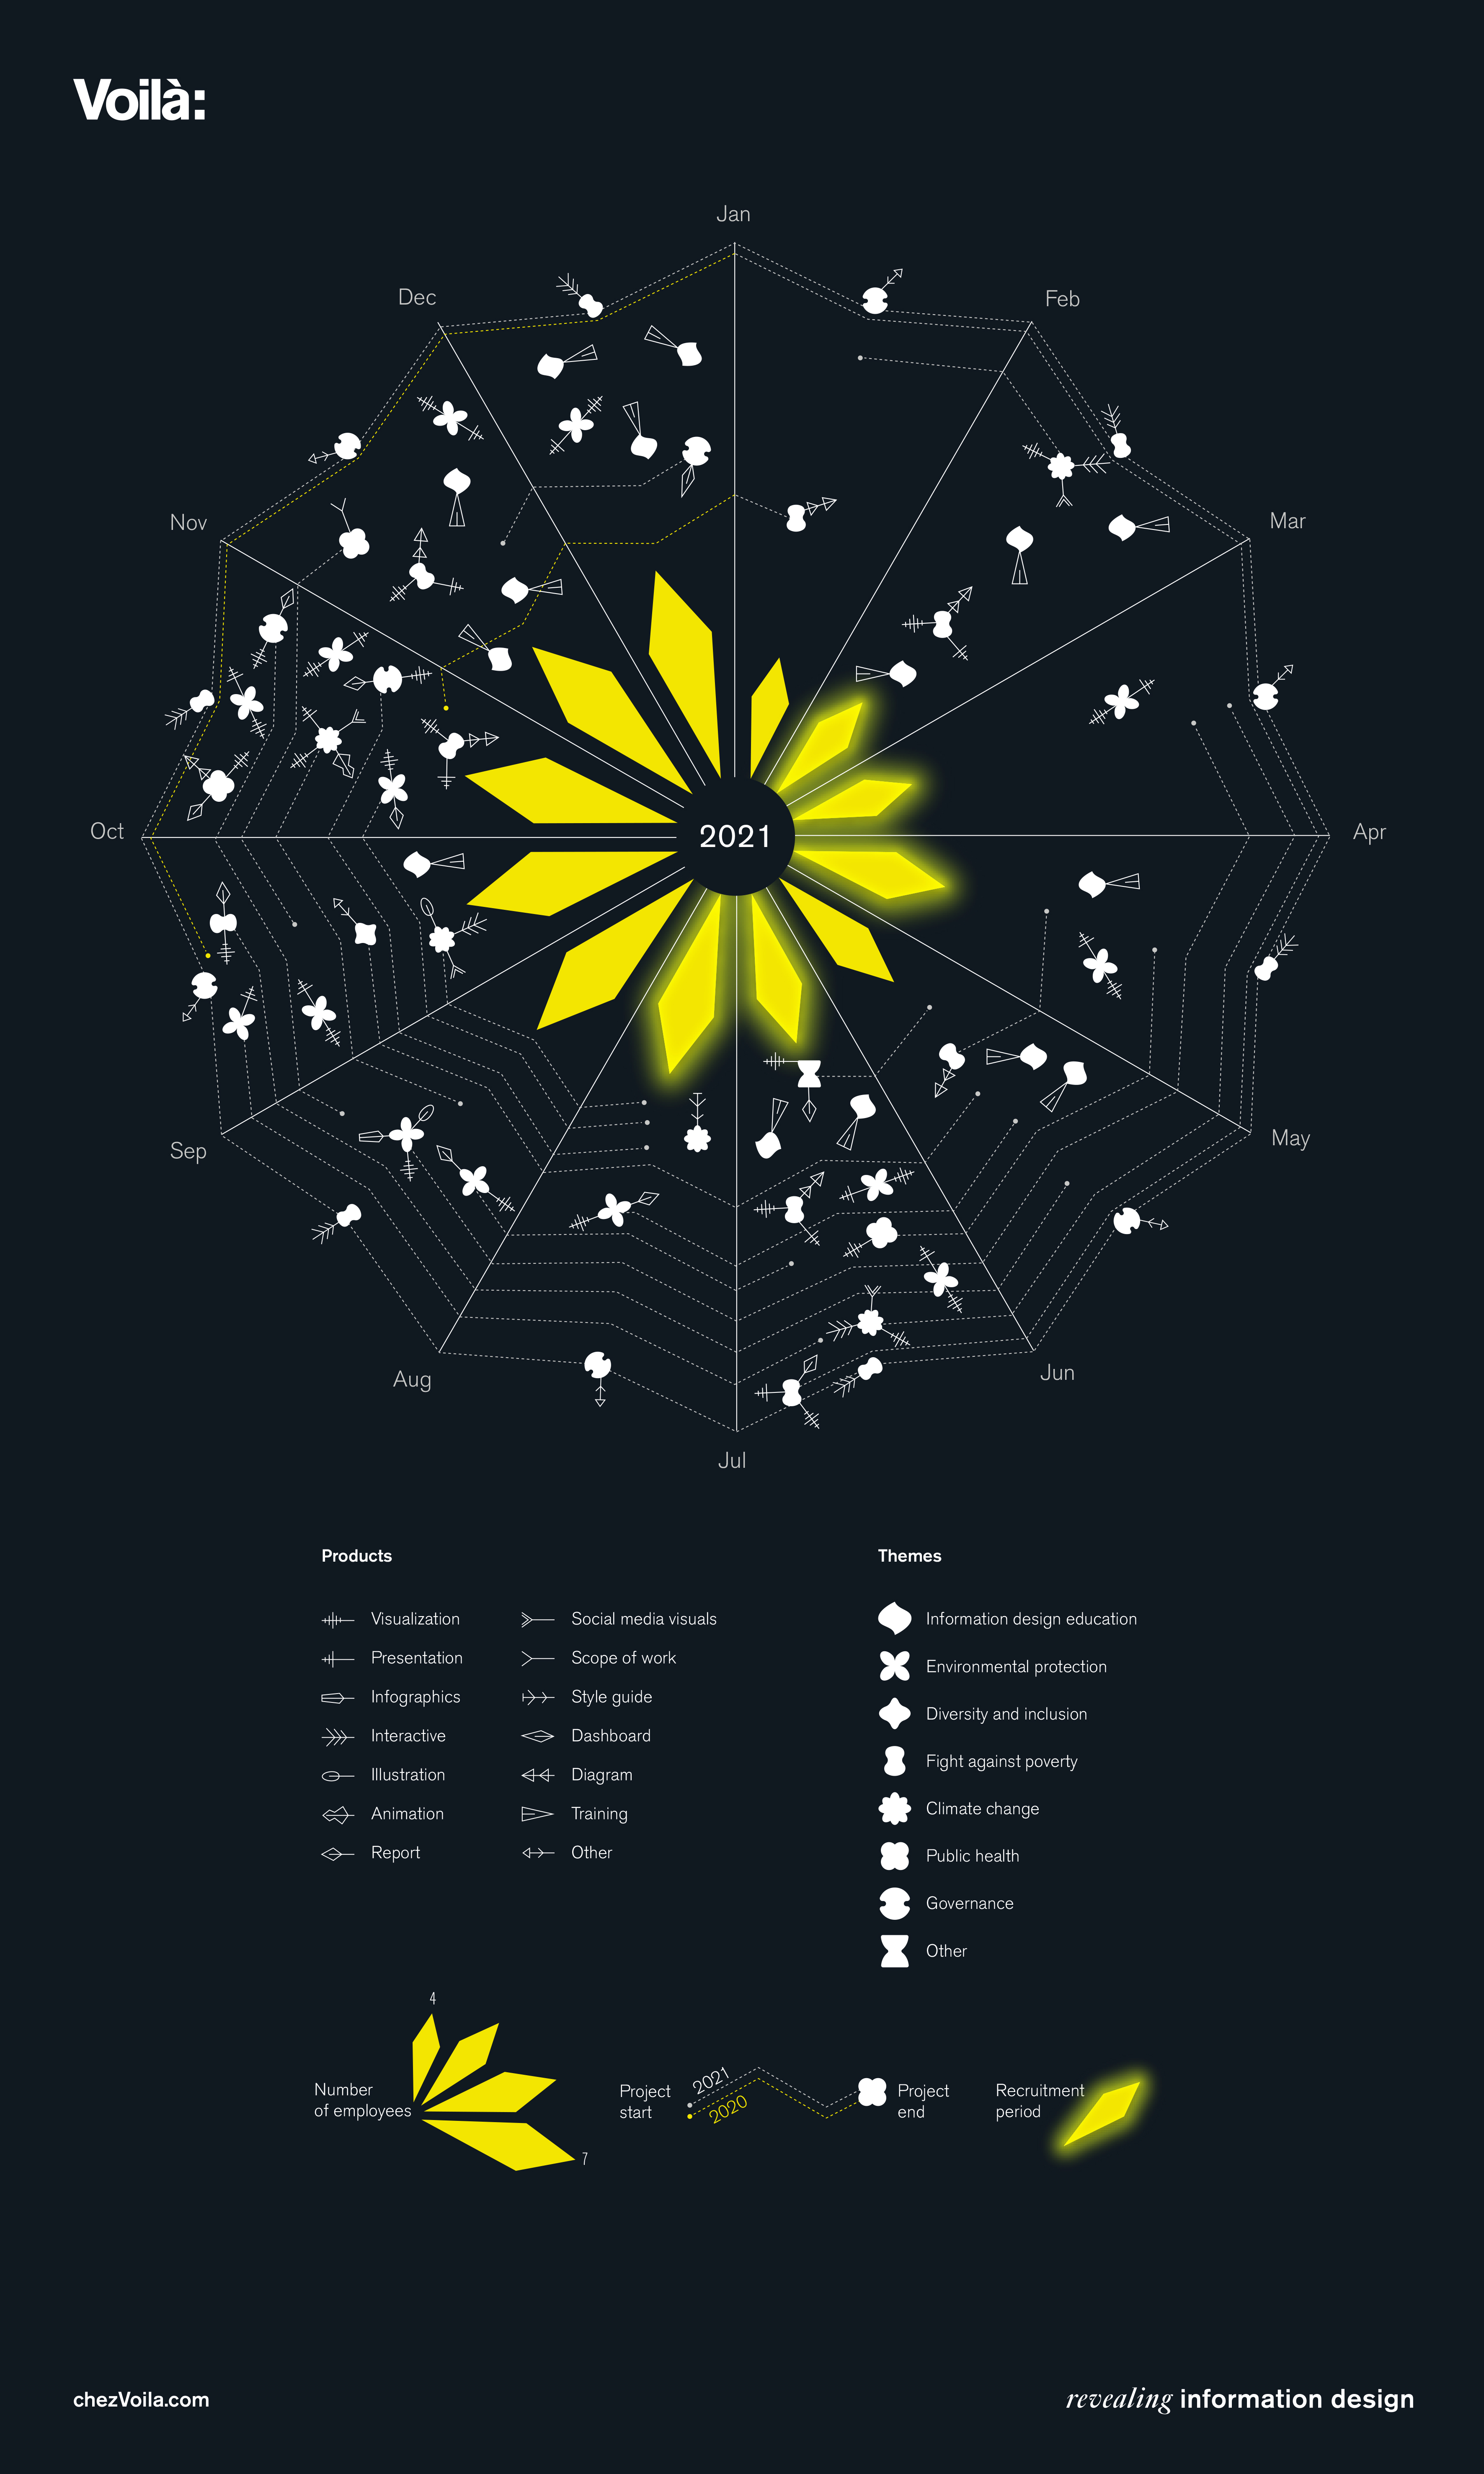 Voilà:
Jan
Dec
Feb
Nov
Mar
Oct
2021
Apr
Sep
May
Aug
Jun
Jul
Products
Themes
Visualization
Presentation
Infographics
Interactive
Illustration
Animation
Report
Social media visuals
Scope of work
Style guide
Dashboard
Diagram
Training
Other
Information design education
Environmental protection
Diversity and inclusion
Fight against poverty
Climate change
Public health
Governance
Other
4
Number
of employees
7
Project
start
2021
2020
Project
end
Recruitment
period
chezVoila.com
revealing information design